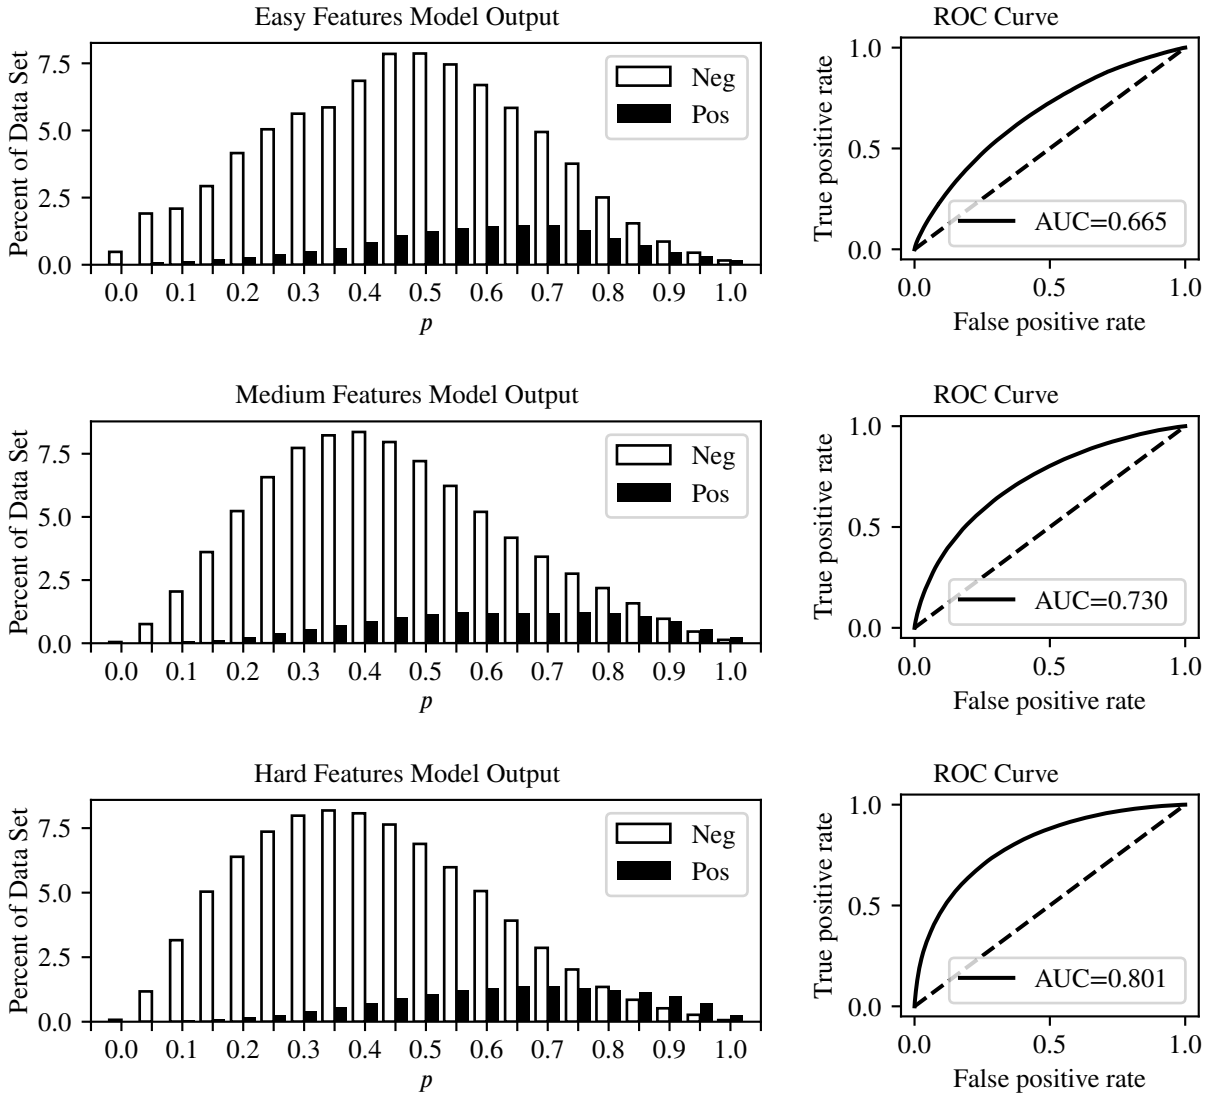 Easy Features Model Output
ROC Curve
Percent of Data Set
7.5
5.0
2.5
0.0
Neg
Pos
0.0 0.1 0.2 0.3 0.4 0.5 0.6 0.7 0.8 0.9 1.0
p
True positive rate
1.0
0.5
0.0
AUC=0.665
0.0 0.5 1.0
False positive rate
Medium Features Model Output
ROC Curve
Percent of Data Set
7.5
5.0
2.5
0.0
Neg
Pos
0.0 0.1 0.2 0.3 0.4 0.5 0.6 0.7 0.8 0.9 1.0
p
True positive rate
1.0
0.5
0.0
AUC=0.730
0.0 0.5 1.0
False positive rate
Hard Features Model Output
ROC Curve
Percent of Data Set
7.5
5.0
2.5
0.0
Neg
Pos
0.0 0.1 0.2 0.3 0.4 0.5 0.6 0.7 0.8 0.9 1.0
p
True positive rate
1.0
0.5
0.0
AUC=0.801
0.0 0.5 1.0
False positive rate